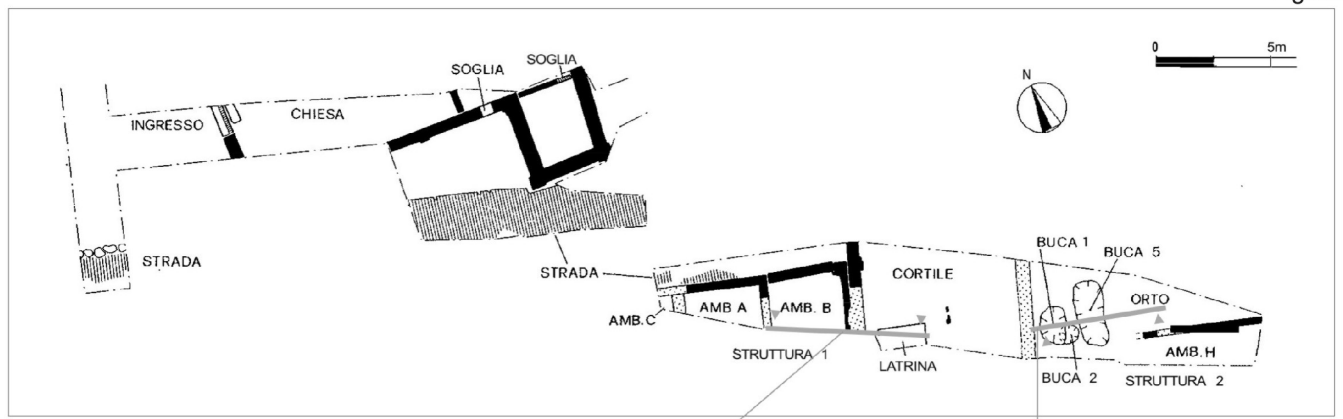 0 5m
N
SOGLIA
SOGLIA
INGRESSO
CHIESA
STRADA
STRADA
AMB. C
AMB A
AMB. B
CORTILE
BUCA 1
BUCA 5
ORTO
STRUTTURA 1
LATRINA
BUCA 2
AMB. H
STRUTTURA 2